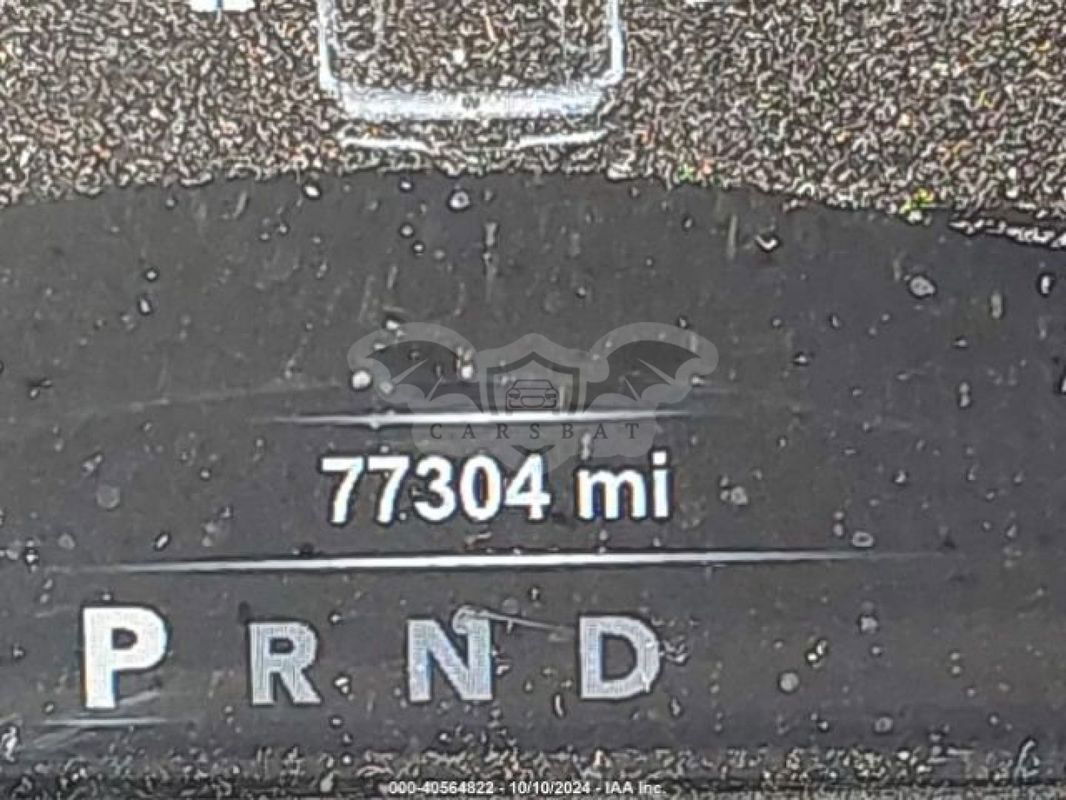 CARSBAT
77304 mi
P R N D
000-40564822 - 10/10/2024 - IAA Inc.